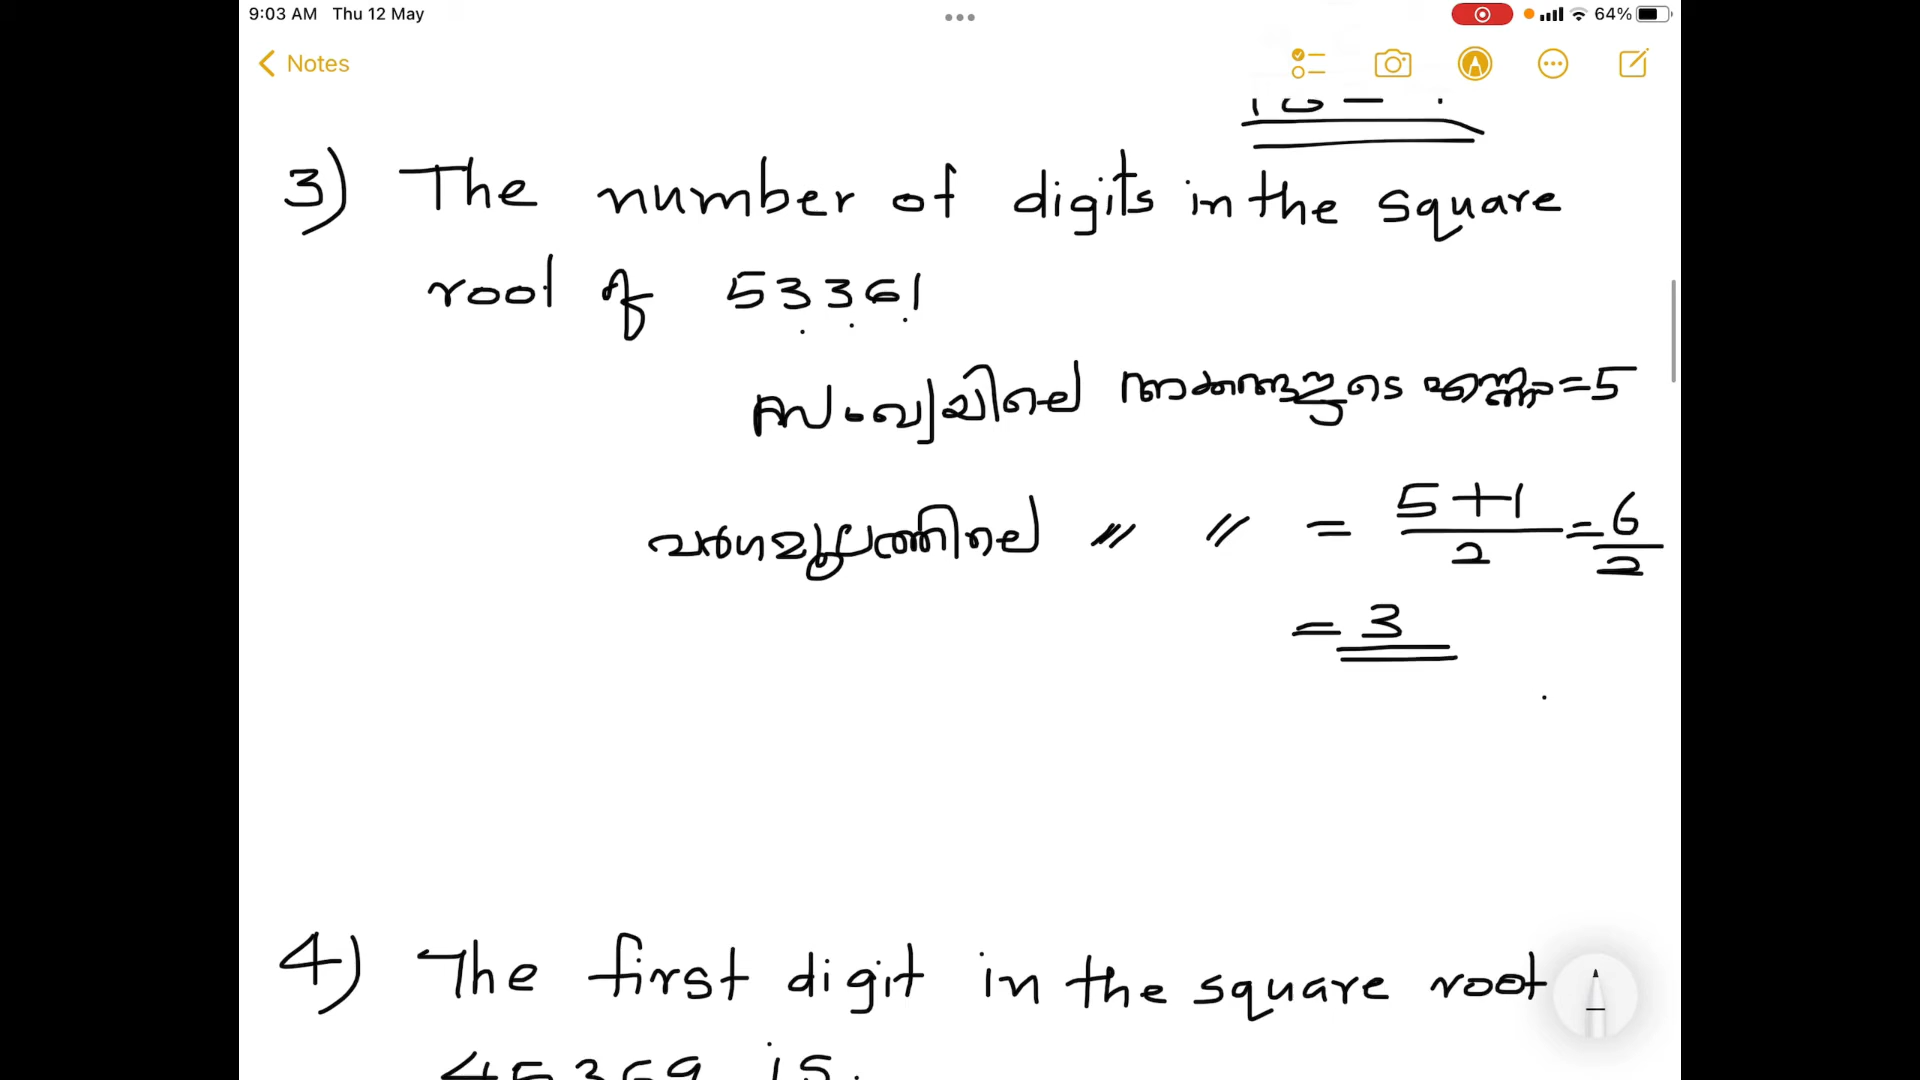 9:03 AM Thu 12 May
64%
Notes
3) The number of digits in the square
root of 53361
സംഖ്യയിലെ അക്കങ്ങളുടെ എണ്ണം = 5
വർഗമൂലത്തിലെ 〃 〃 = 5+1/2 = 6/2
= 3
4) The first digit in the square root
45369 is